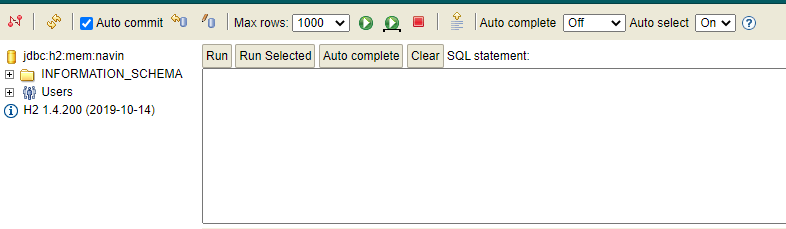 Auto commit Max rows: 1000 Auto complete Off Auto select On
jdbc:h2:mem:navin
INFORMATION_SCHEMA
Users
H2 1.4.200 (2019-10-14)
Run Run Selected Auto complete Clear SQL statement: